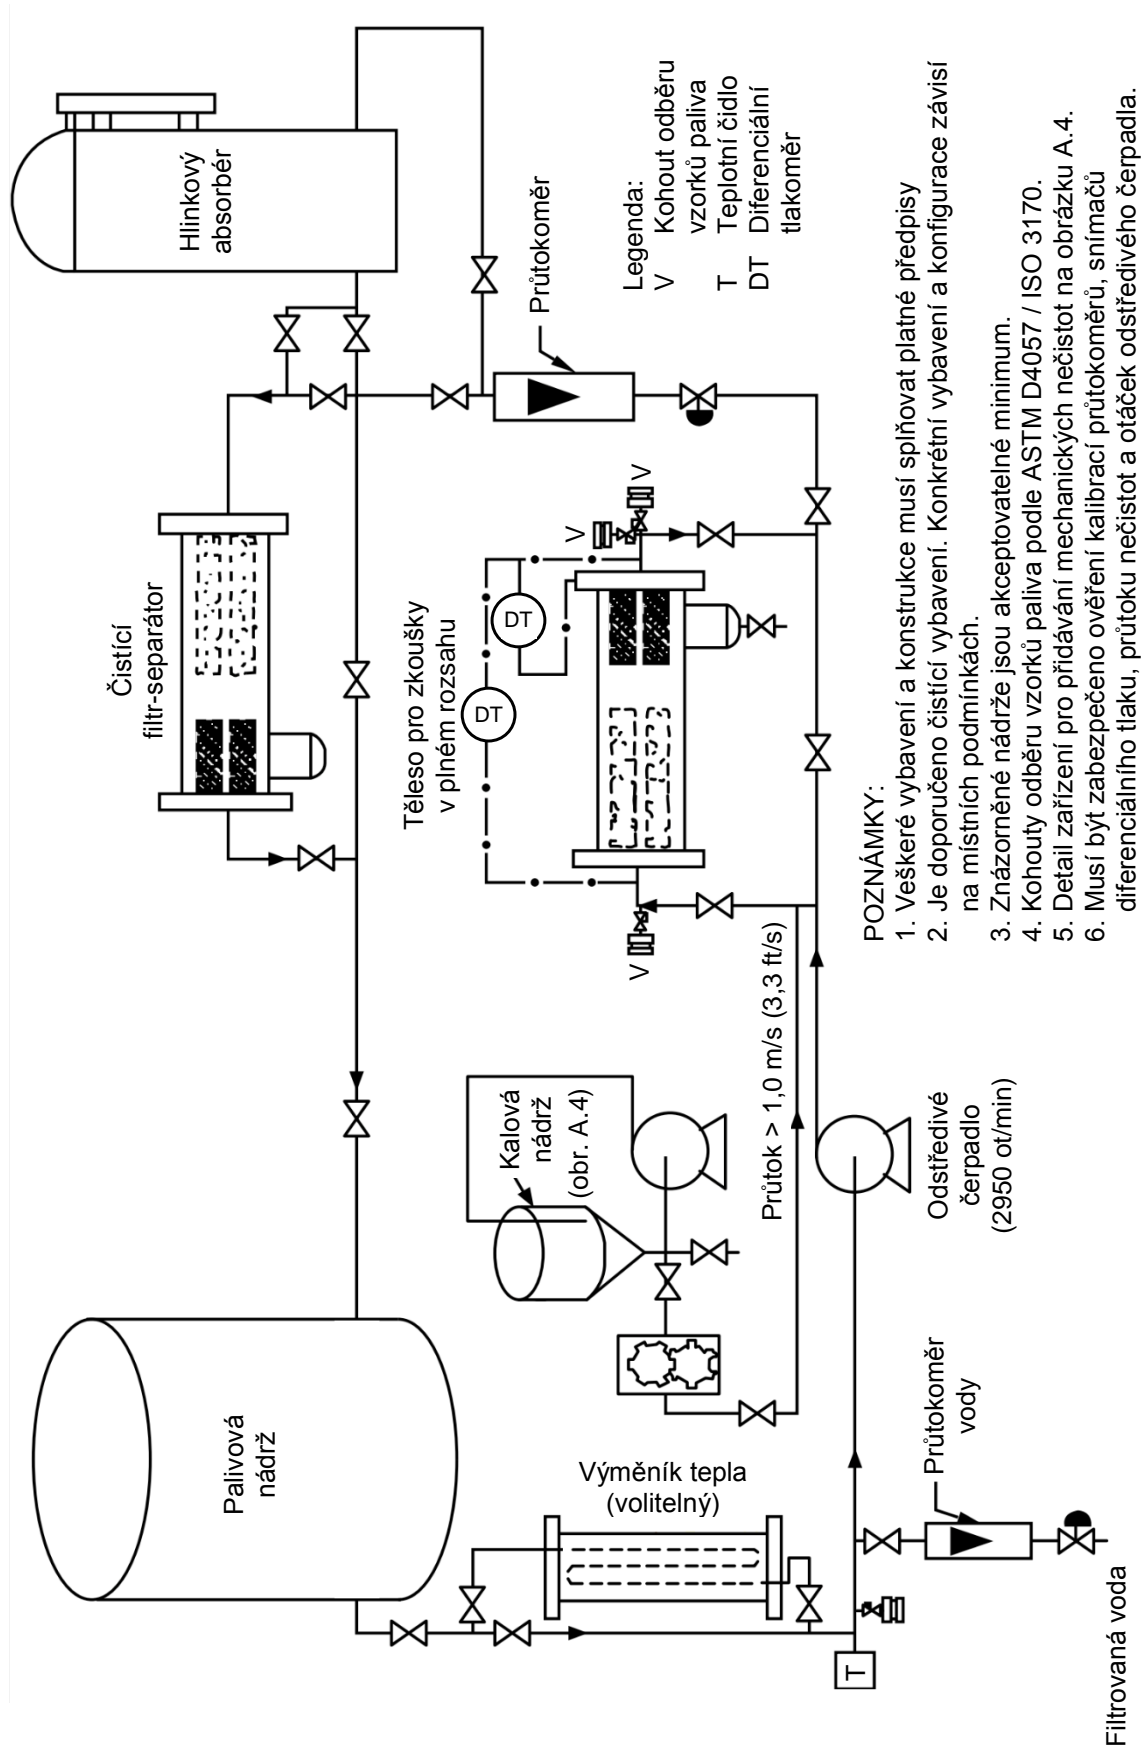 Hlinkový
absorbér
Čistící
filtr-separátor
Průtokoměr
Legenda:
V Kohout odběru
vzorků paliva
T Teplotní čidlo
DT Diferenciální
tlakoměr
Těleso pro zkoušky
v plném rozsahu
DT
DT
V
V
V
Palivová
nádrž
Kalová
nádrž
(obr. A.4)
Průtok > 1,0 m/s (3,3 ft/s)
Výměník tepla
(volitelný)
Odstředivé
čerpadlo
(2950 ot/min)
Průtokoměr
vody
T
Filtrovaná voda
POZNÁMKY:
1. Veškeré vybavení a konstrukce musí splňovat platné předpisy
2. Je doporučeno čistící vybavení. Konkrétní vybavení a konfigurace závisí
na místních podmínkách.
3. Znázorněné nádrže jsou akceptovatelné minimum.
4. Kohouty odběru vzorků paliva podle ASTM D4057 / ISO 3170.
5. Detail zařízení pro přidávání mechanických nečistot na obrázku A.4.
6. Musí být zabezpečeno ověření kalibrací průtokoměrů, snímačů
diferenciálního tlaku, průtoku nečistot a otáček odstředivého čerpadla.